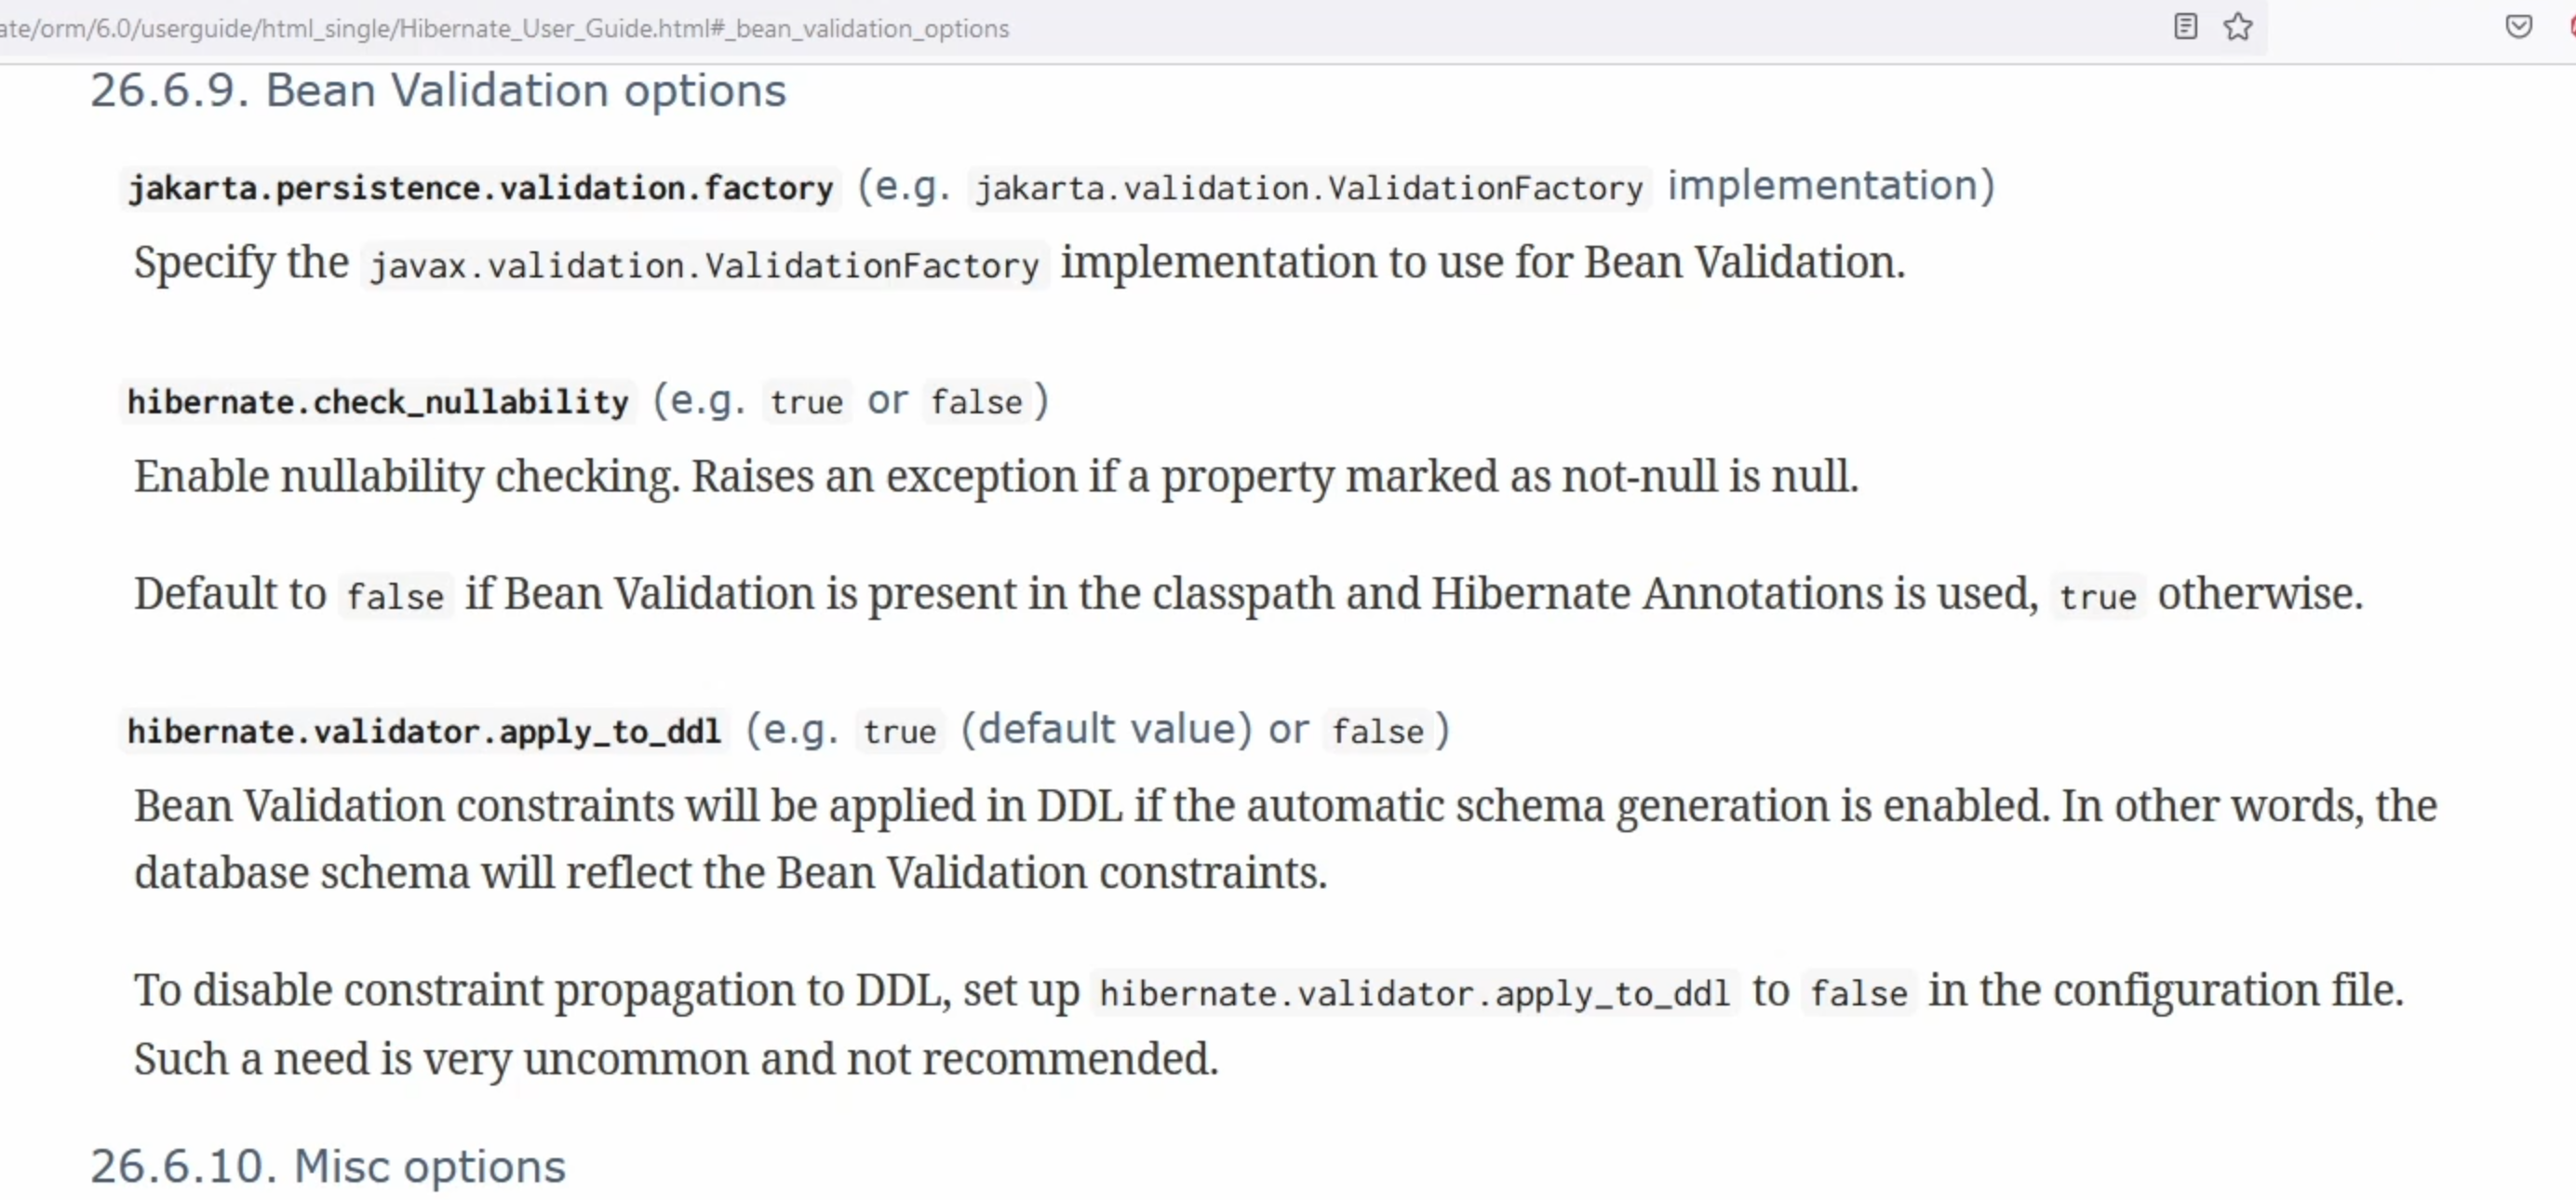 ate/orm/6.0/userguide/html_single/Hibernate_User_Guide.html#_bean_validation_options
26.6.9. Bean Validation options
jakarta.persistence.validation.factory (e.g. jakarta.validation.ValidationFactory implementation)
Specify the javax.validation.ValidationFactory implementation to use for Bean Validation.
hibernate.check_nullability (e.g. true or false)
Enable nullability checking. Raises an exception if a property marked as not-null is null.
Default to false if Bean Validation is present in the classpath and Hibernate Annotations is used, true otherwise.
hibernate.validator.apply_to_ddl (e.g. true (default value) or false)
Bean Validation constraints will be applied in DDL if the automatic schema generation is enabled. In other words, the
database schema will reflect the Bean Validation constraints.
To disable constraint propagation to DDL, set up hibernate.validator.apply_to_ddl to false in the configuration file.
Such a need is very uncommon and not recommended.
26.6.10. Misc options